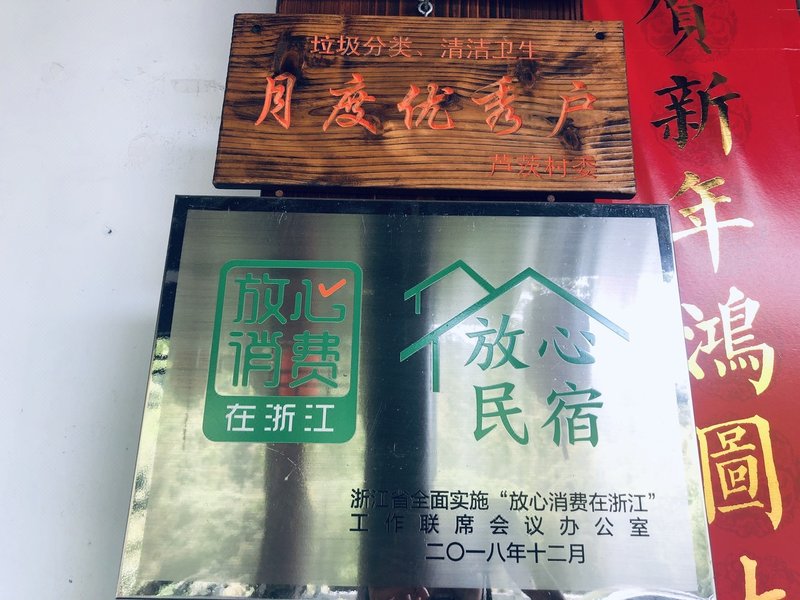 垃圾分类、清洁卫生
月度优秀户
芦茨村委
放心
消费
在浙江
放心
民宿
浙江省全面实施“放心消费在浙江”
工作联席会议办公室
二〇一八年十二月
賀新年鴻圖